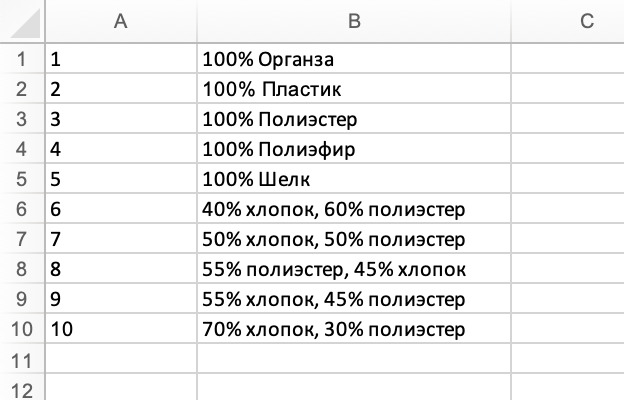 A B C
1 1 100% Органза
2 2 100% Пластик
3 3 100% Полиэстер
4 4 100% Полиэфир
5 5 100% Шелк
6 6 40% хлопок, 60% полиэстер
7 7 50% хлопок, 50% полиэстер
8 8 55% полиэстер, 45% хлопок
9 9 55% хлопок, 45% полиэстер
10 10 70% хлопок, 30% полиэстер
11
12